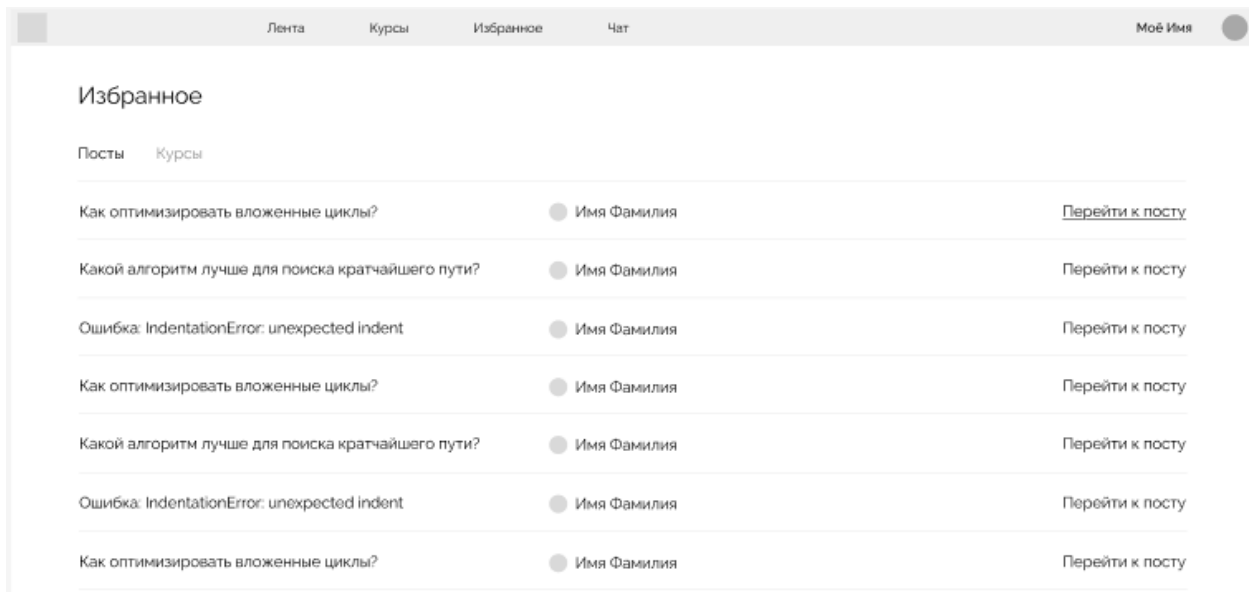 Лента Курсы Избранное Чат Моё Имя
Избранное
Посты Курсы
Как оптимизировать вложенные циклы? Имя Фамилия Перейти к посту
Какой алгоритм лучше для поиска кратчайшего пути? Имя Фамилия Перейти к посту
Ошибка: IndentationError: unexpected indent Имя Фамилия Перейти к посту
Как оптимизировать вложенные циклы? Имя Фамилия Перейти к посту
Какой алгоритм лучше для поиска кратчайшего пути? Имя Фамилия Перейти к посту
Ошибка: IndentationError: unexpected indent Имя Фамилия Перейти к посту
Как оптимизировать вложенные циклы? Имя Фамилия Перейти к посту